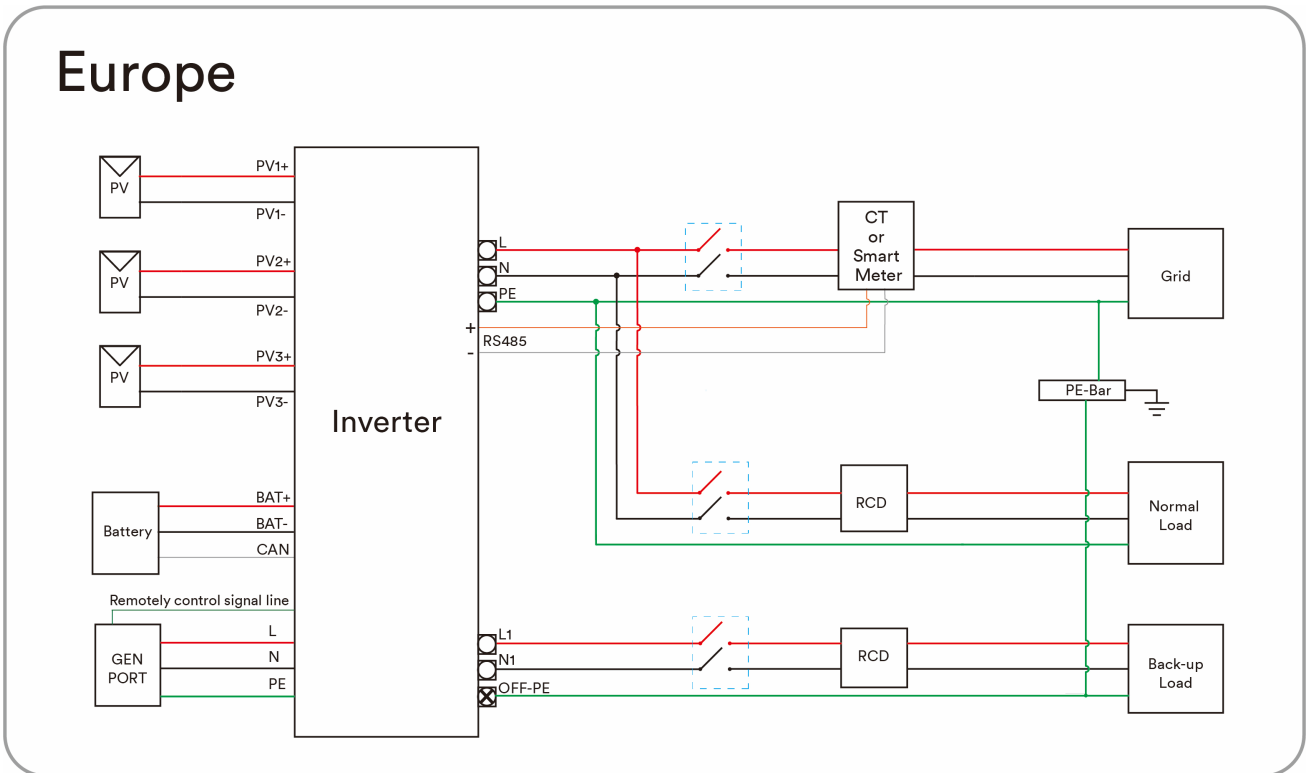 Europe
PV1+
PV
PV1-
PV2+
PV
PV2-
PV3+
PV
PV3-
Inverter
BAT+
Battery
BAT-
CAN
Remotely control signal line
L
GEN
PORT
N
PE
L
N
PE
+
RS485
-
CT
or
Smart
Meter
Grid
PE-Bar
RCD
Normal
Load
L1
N1
OFF-PE
RCD
Back-up
Load